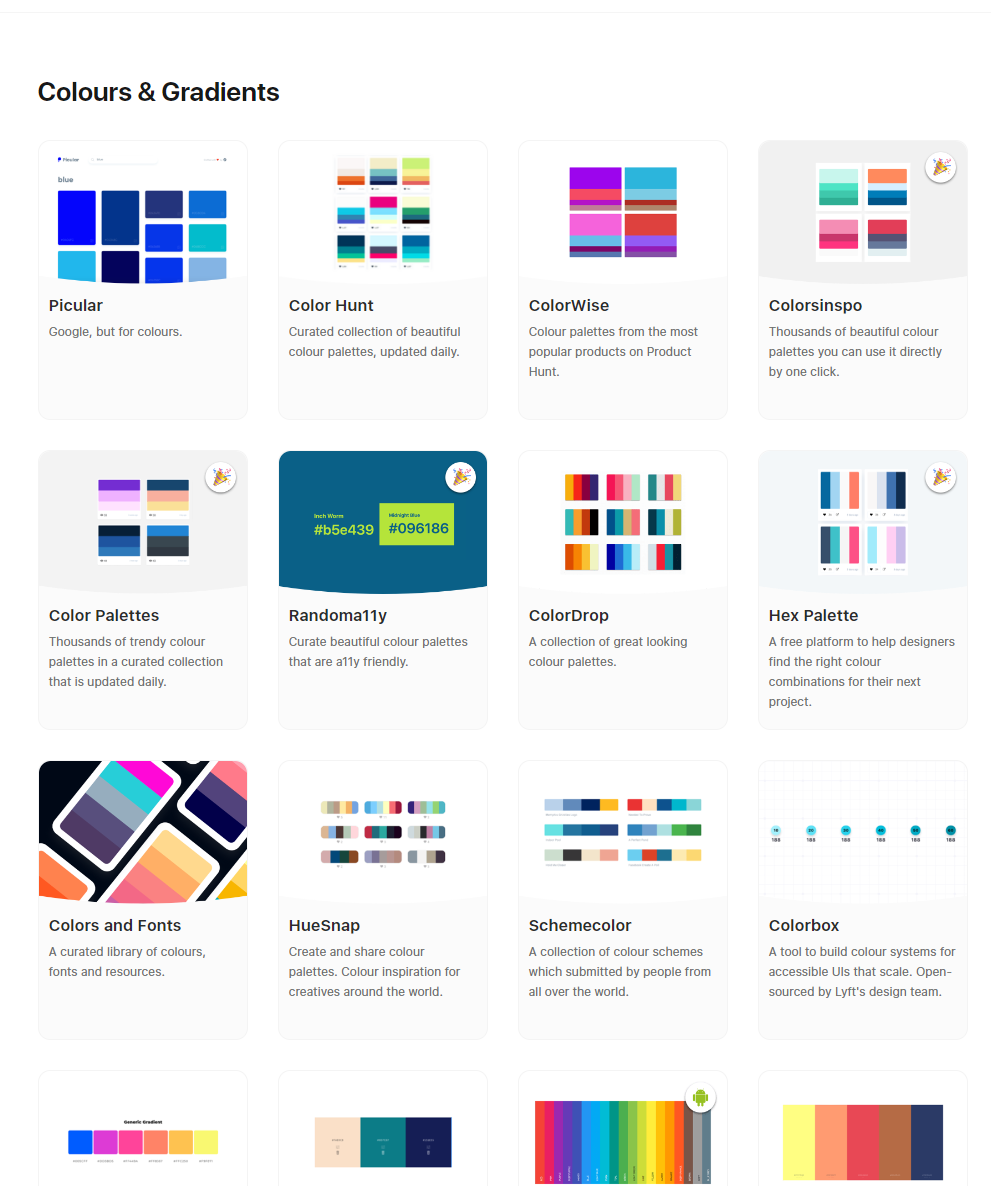 Colours & Gradients
Picular
blue
Picular
Google, but for colours.
Color Hunt
Curated collection of beautiful
colour palettes, updated daily.
ColorWise
Colour palettes from the most
popular products on Product
Hunt.
Colorsinspo
Thousands of beautiful colour
palettes you can use it directly
by one click.
Color Palettes
Thousands of trendy colour
palettes in a curated collection
that is updated daily.
Inch Worm
#b5e439
Midnight Blue
#096186
Randoma11y
Curate beautiful colour palettes
that are a11y friendly.
ColorDrop
A collection of great looking
colour palettes.
Hex Palette
A free platform to help designers
find the right colour
combinations for their next
project.
Colors and Fonts
A curated library of colours,
fonts and resources.
HueSnap
Create and share colour
palettes. Colour inspiration for
creatives around the world.
Schemecolor
A collection of colour schemes
which submitted by people from
all over the world.
Colorbox
A tool to build colour systems for
accessible UIs that scale. Open-
sourced by Lyft's design team.
Generic Gradient